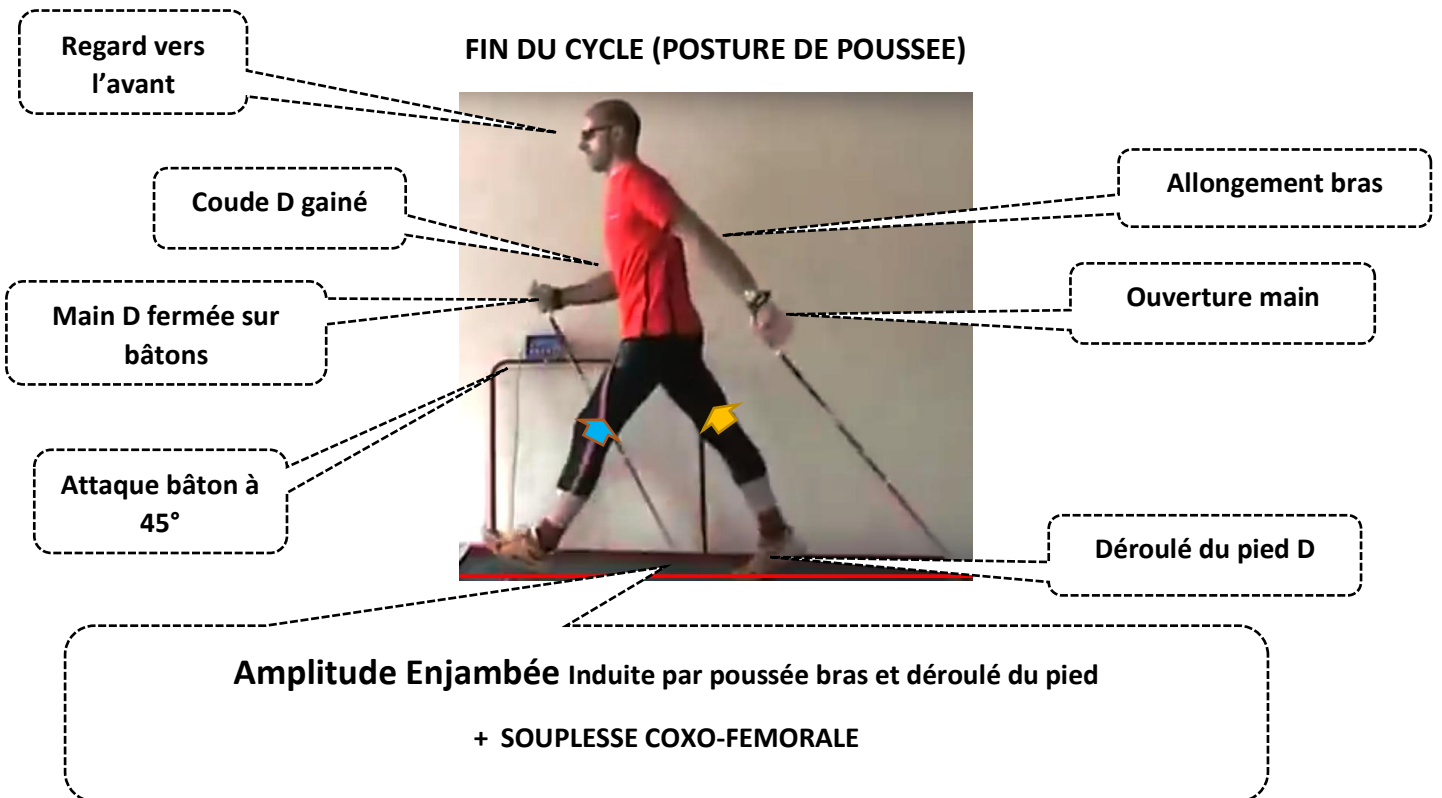 FIN DU CYCLE (POSTURE DE POUSSEE)
Regard vers
l’avant
Coude D gainé
Main D fermée sur
bâtons
Attaque bâton à
45°
Allongement bras
Ouverture main
Déroulé du pied D
Amplitude Enjambée Induite par poussée bras et déroulé du pied
+ SOUPLESSE COXO-FEMORALE